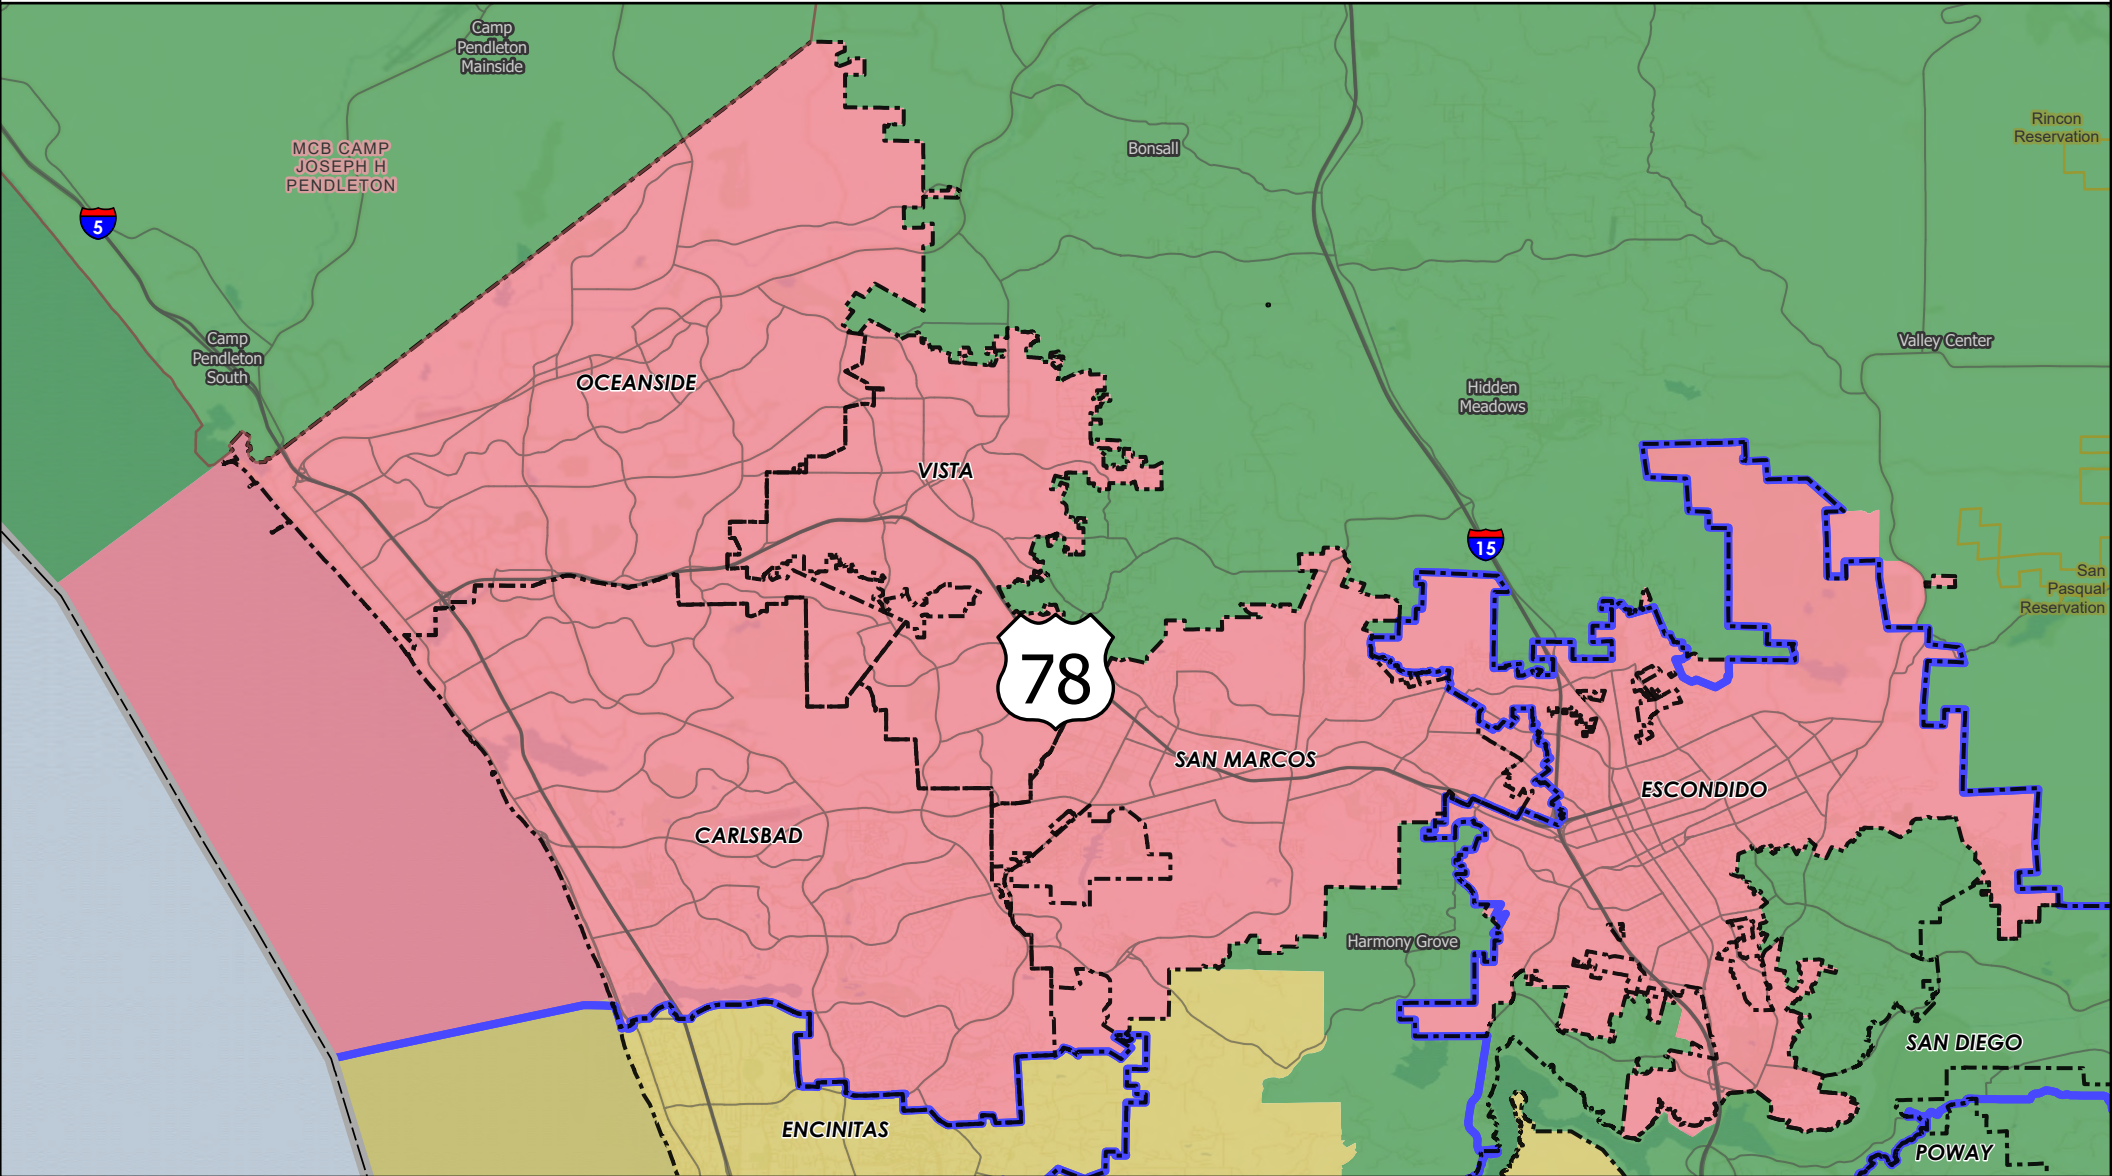 Camp
Pendleton
Mainside
MCB CAMP
JOSEPH H
PENDLETON
Bonsall
Rincon
Reservation
5
Camp
Pendleton
South
Valley Center
OCEANSIDE
Hidden
Meadows
VISTA
15
San
Pasqual
Reservation
78
SAN MARCOS
ESCONDIDO
CARLSBAD
Harmony Grove
SAN DIEGO
ENCINITAS
POWAY